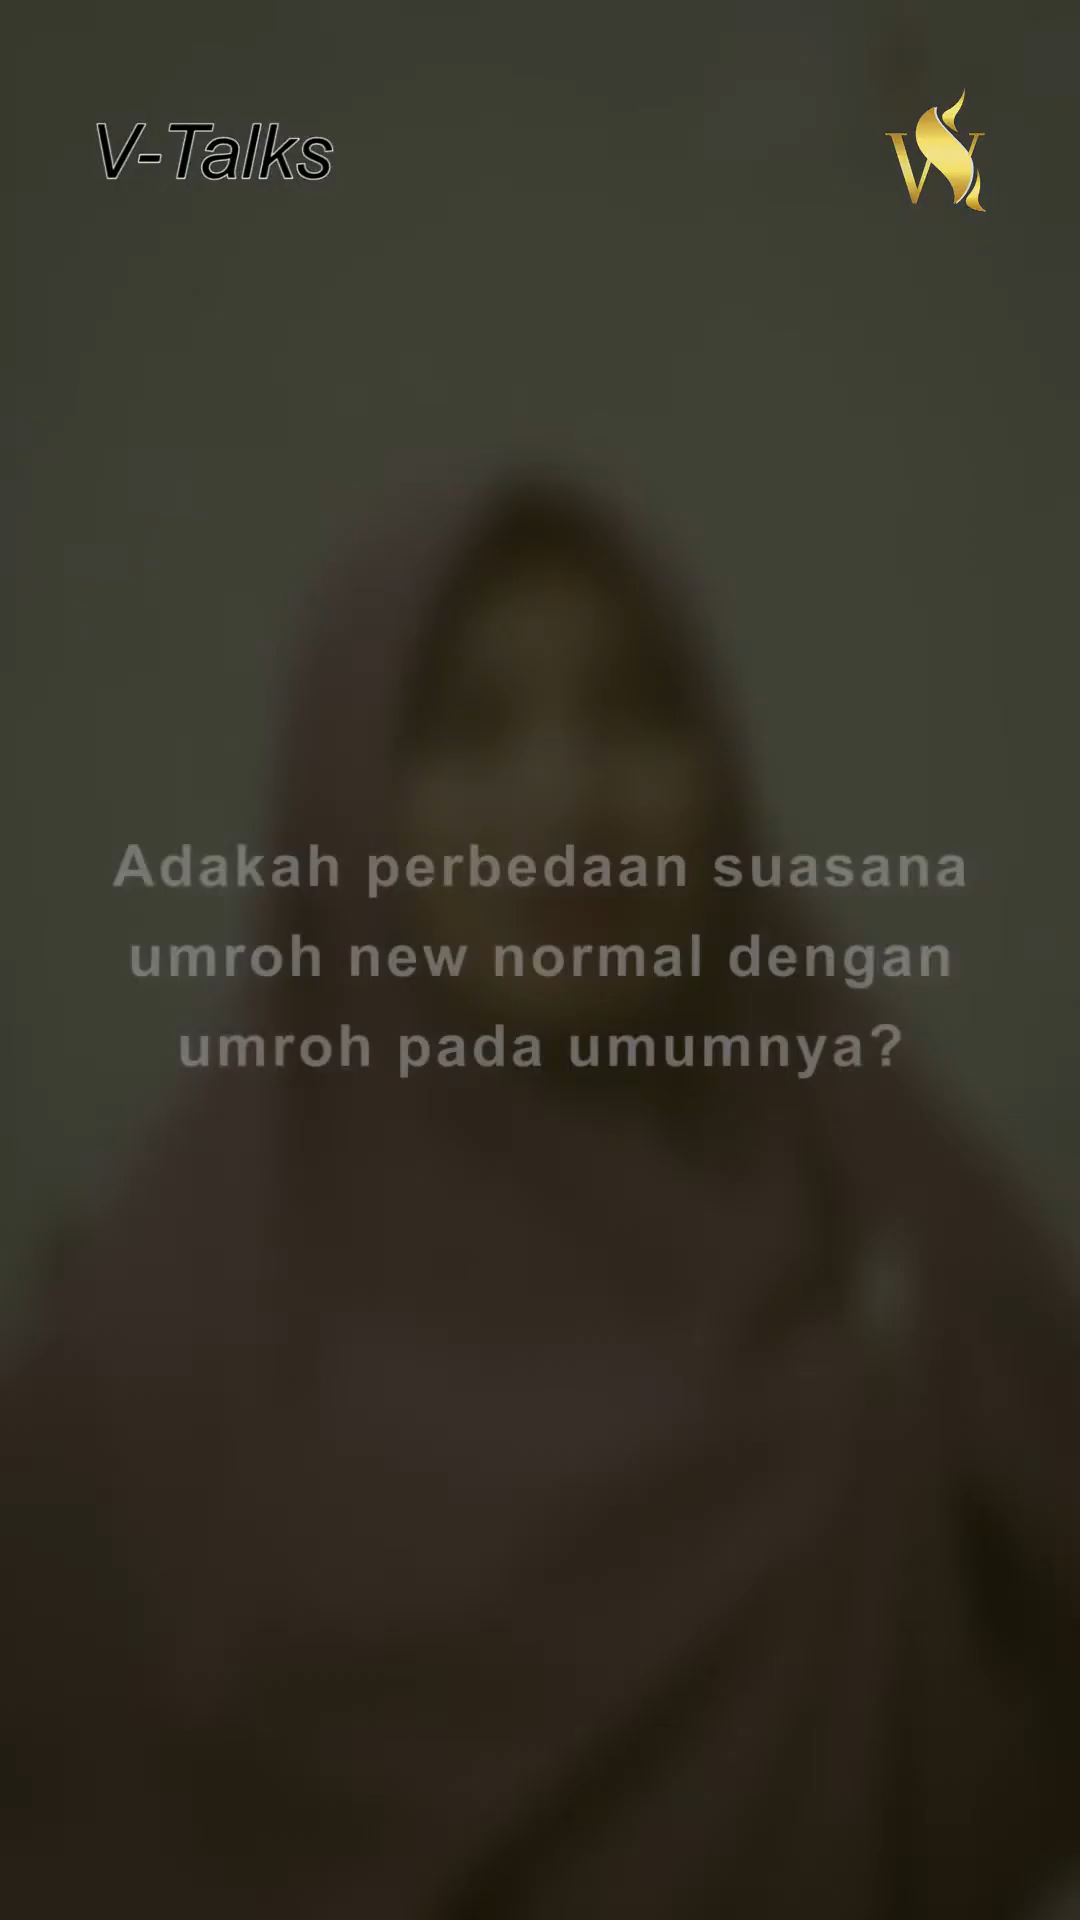 V-Talks
Adakah perbedaan suasana
umroh new normal dengan
umroh pada umumnya?